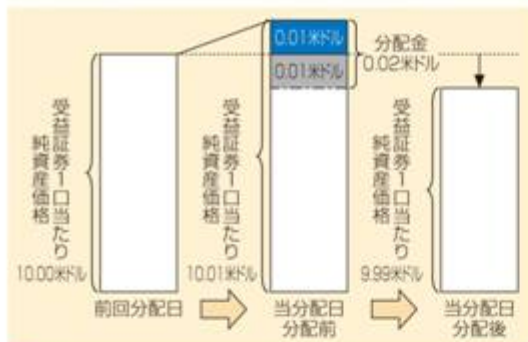 0.01米ドル
0.01米ドル
分配金
0.02米ドル
受益証券1口当たり
純資産価格
10.00米ドル
受益証券1口当たり
純資産価格
10.01米ドル
受益証券1口当たり
純資産価格
9.99米ドル
前回分配日
当分配日
分配前
当分配日
分配後